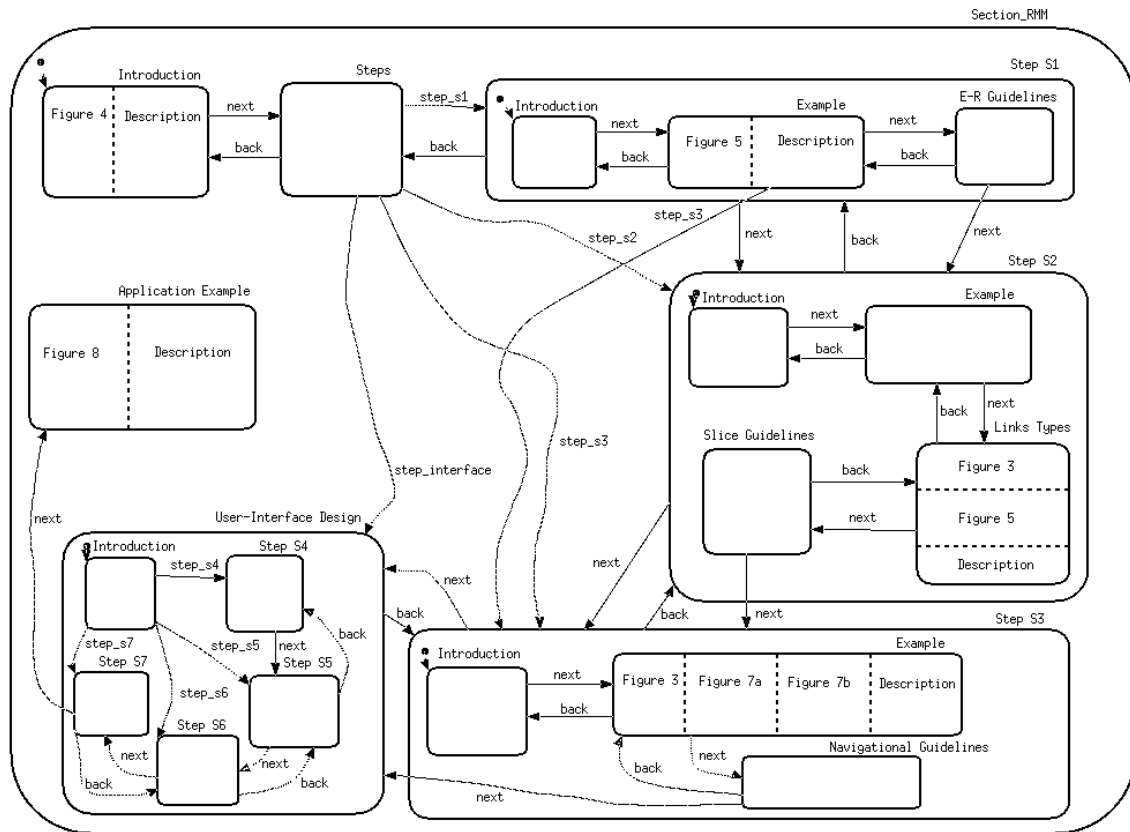 Section_RMM
Introduction
Figure 4
Description
next
back
Steps
step_s1
back
Step S1
Introduction
next
back
Example
Figure 5
Description
next
back
E-R Guidelines
step_s3
step_s2
next
back
next
Step S2
Introduction
next
back
Example
back
next
Links Types
Figure 3
Figure 5
Description
Slice Guidelines
back
next
Application Example
Figure 8
Description
step_s3
step_interface
next
User-Interface Design
Introduction
step_s4
Step S4
step_s7
step_s5
next
back
Step S7
Step S5
step_s6
Step S6
next
next
back
back
next
back
next
back
next
Step S3
Introduction
next
back
Example
Figure 3
Figure 7a
Figure 7b
Description
next
back
Navigational Guidelines
next